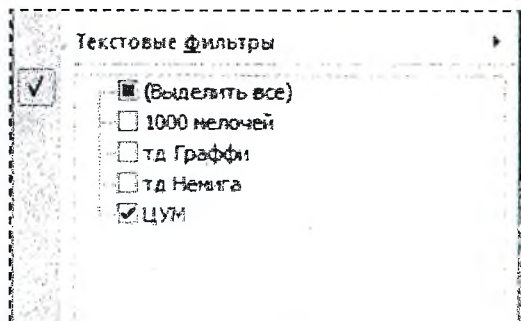 Текстовые фильтры
(Выделить все)
1000 мелочей
тд Граффи
тд Немига
ЦУМ